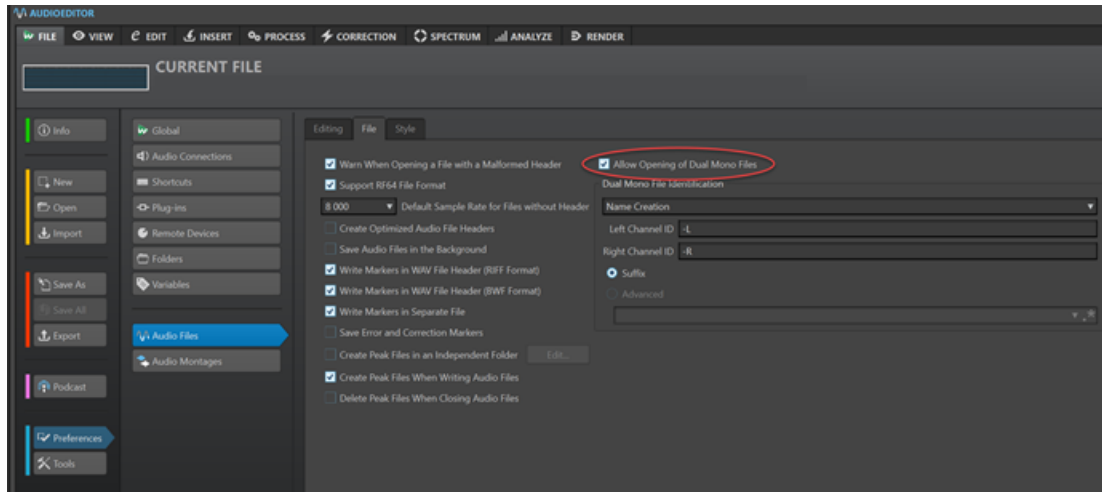 AUDIOEDITOR
FILE VIEW EDIT INSERT PROCESS CORRECTION SPECTRUM ANALYZE RENDER
CURRENT FILE
Info
New
Open
Import
Save As
Save All
Export
Podcast
Preferences
Tools
Global
Audio Connections
Shortcuts
Plug-ins
Remote Devices
Folders
Variables
Audio Files
Audio Montages
Editing File Style
Warn When Opening a File with a Malformed Header
Support RF64 File Format
8 000 Default Sample Rate for Files without Header
Create Optimized Audio File Headers
Save Audio Files in the Background
Write Markers in WAV File Header (RIFF Format)
Write Markers in WAV File Header (BWF Format)
Write Markers in Separate File
Save Error and Correction Markers
Create Peak Files in an Independent Folder Edit...
Create Peak Files When Writing Audio Files
Delete Peak Files When Closing Audio Files
Allow Opening of Dual Mono Files
Dual Mono File Identification
Name Creation
Left Channel ID -L
Right Channel ID -R
Suffix
Advanced